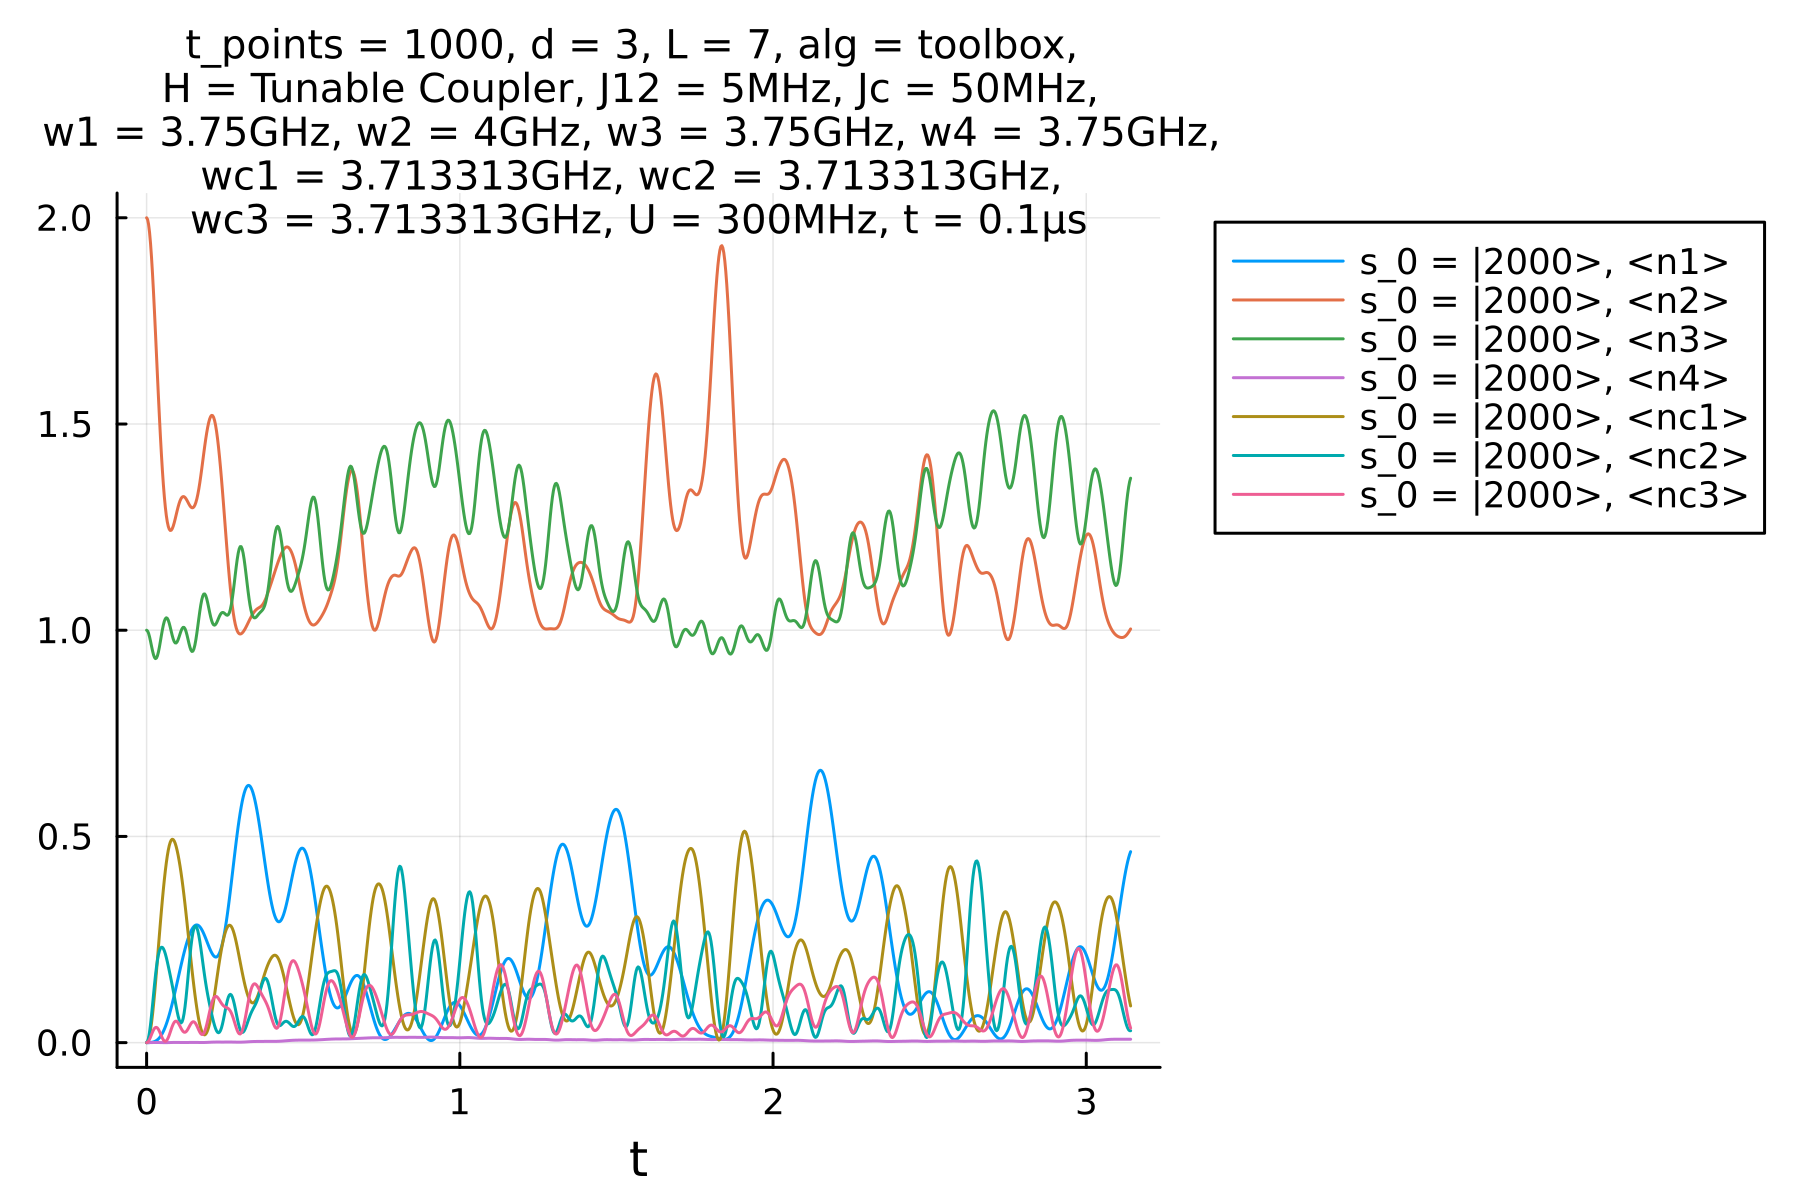 t_points = 1000, d = 3, L = 7, alg = toolbox,
H = Tunable Coupler, J12 = 5MHz, Jc = 50MHz,
w1 = 3.75GHz, w2 = 4GHz, w3 = 3.75GHz, w4 = 3.75GHz,
wc1 = 3.713313GHz, wc2 = 3.713313GHz,
wc3 = 3.713313GHz, U = 300MHz, t = 0.1μs
2.0
1.5
1.0
0.5
0.0
0 1 2 3
t
s_0 = |2000>, <n1>
s_0 = |2000>, <n2>
s_0 = |2000>, <n3>
s_0 = |2000>, <n4>
s_0 = |2000>, <nc1>
s_0 = |2000>, <nc2>
s_0 = |2000>, <nc3>